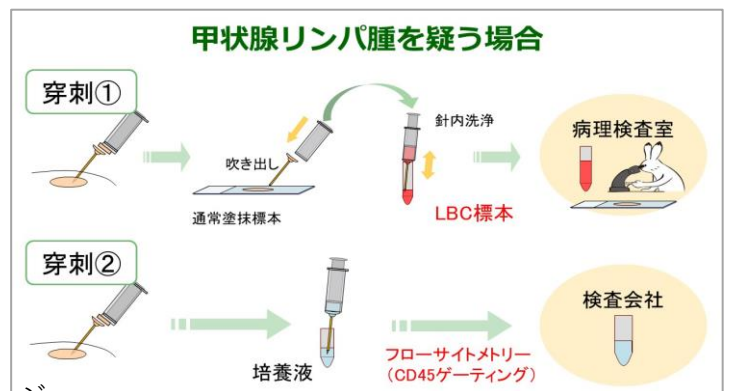 甲状腺リンパ腫を疑う場合
穿刺①
吹き出し
通常塗抹標本
針内洗浄
LBC標本
病理検査室
穿刺②
培養液
フローサイトメトリー
(CD45ゲーティング)
検査会社